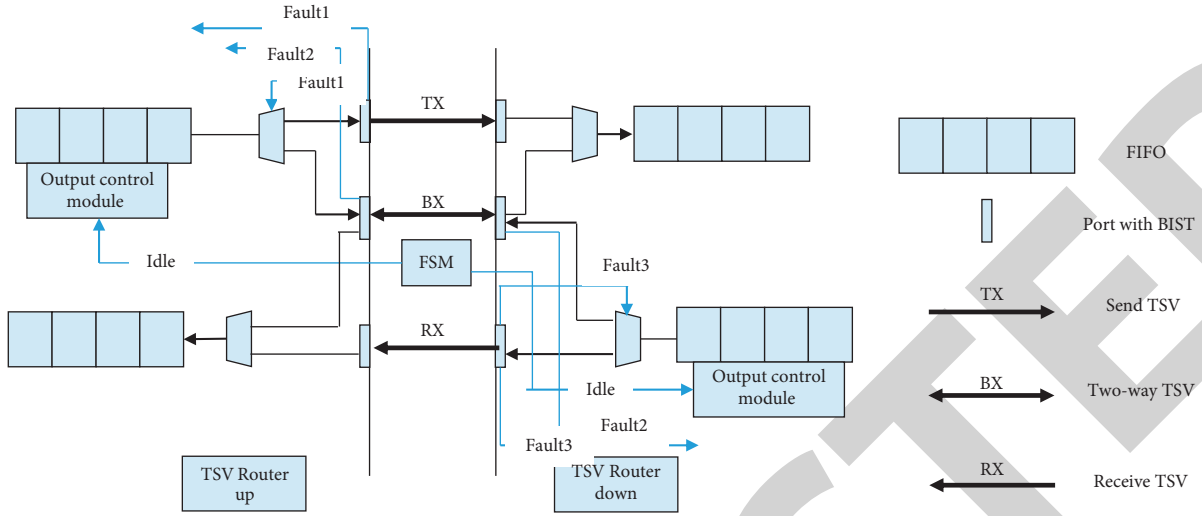 Fault1
Fault2
Fault1
TX
Output control
module
BX
Idle
FSM
Fault3
RX
Idle
Output control
module
Fault2
Fault3
TSV Router
up
TSV Router
down
FIFO
Port with BIST
TX
Send TSV
BX
Two-way TSV
RX
Receive TSV